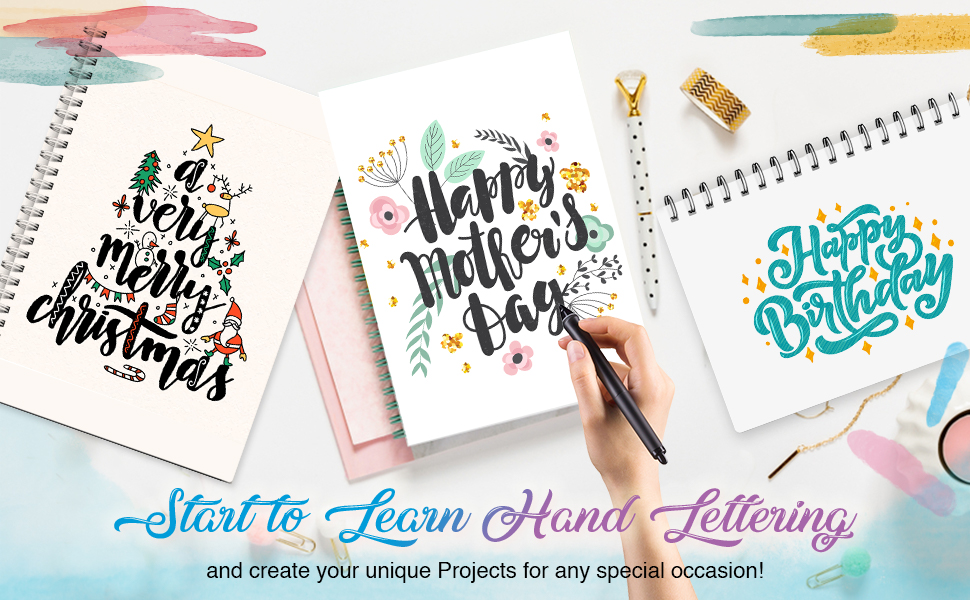 a
very
merry
christmas
Happy
Mother's
Day
Happy
Birthday
Start to Learn Hand Lettering
and create your unique Projects for any special occasion!